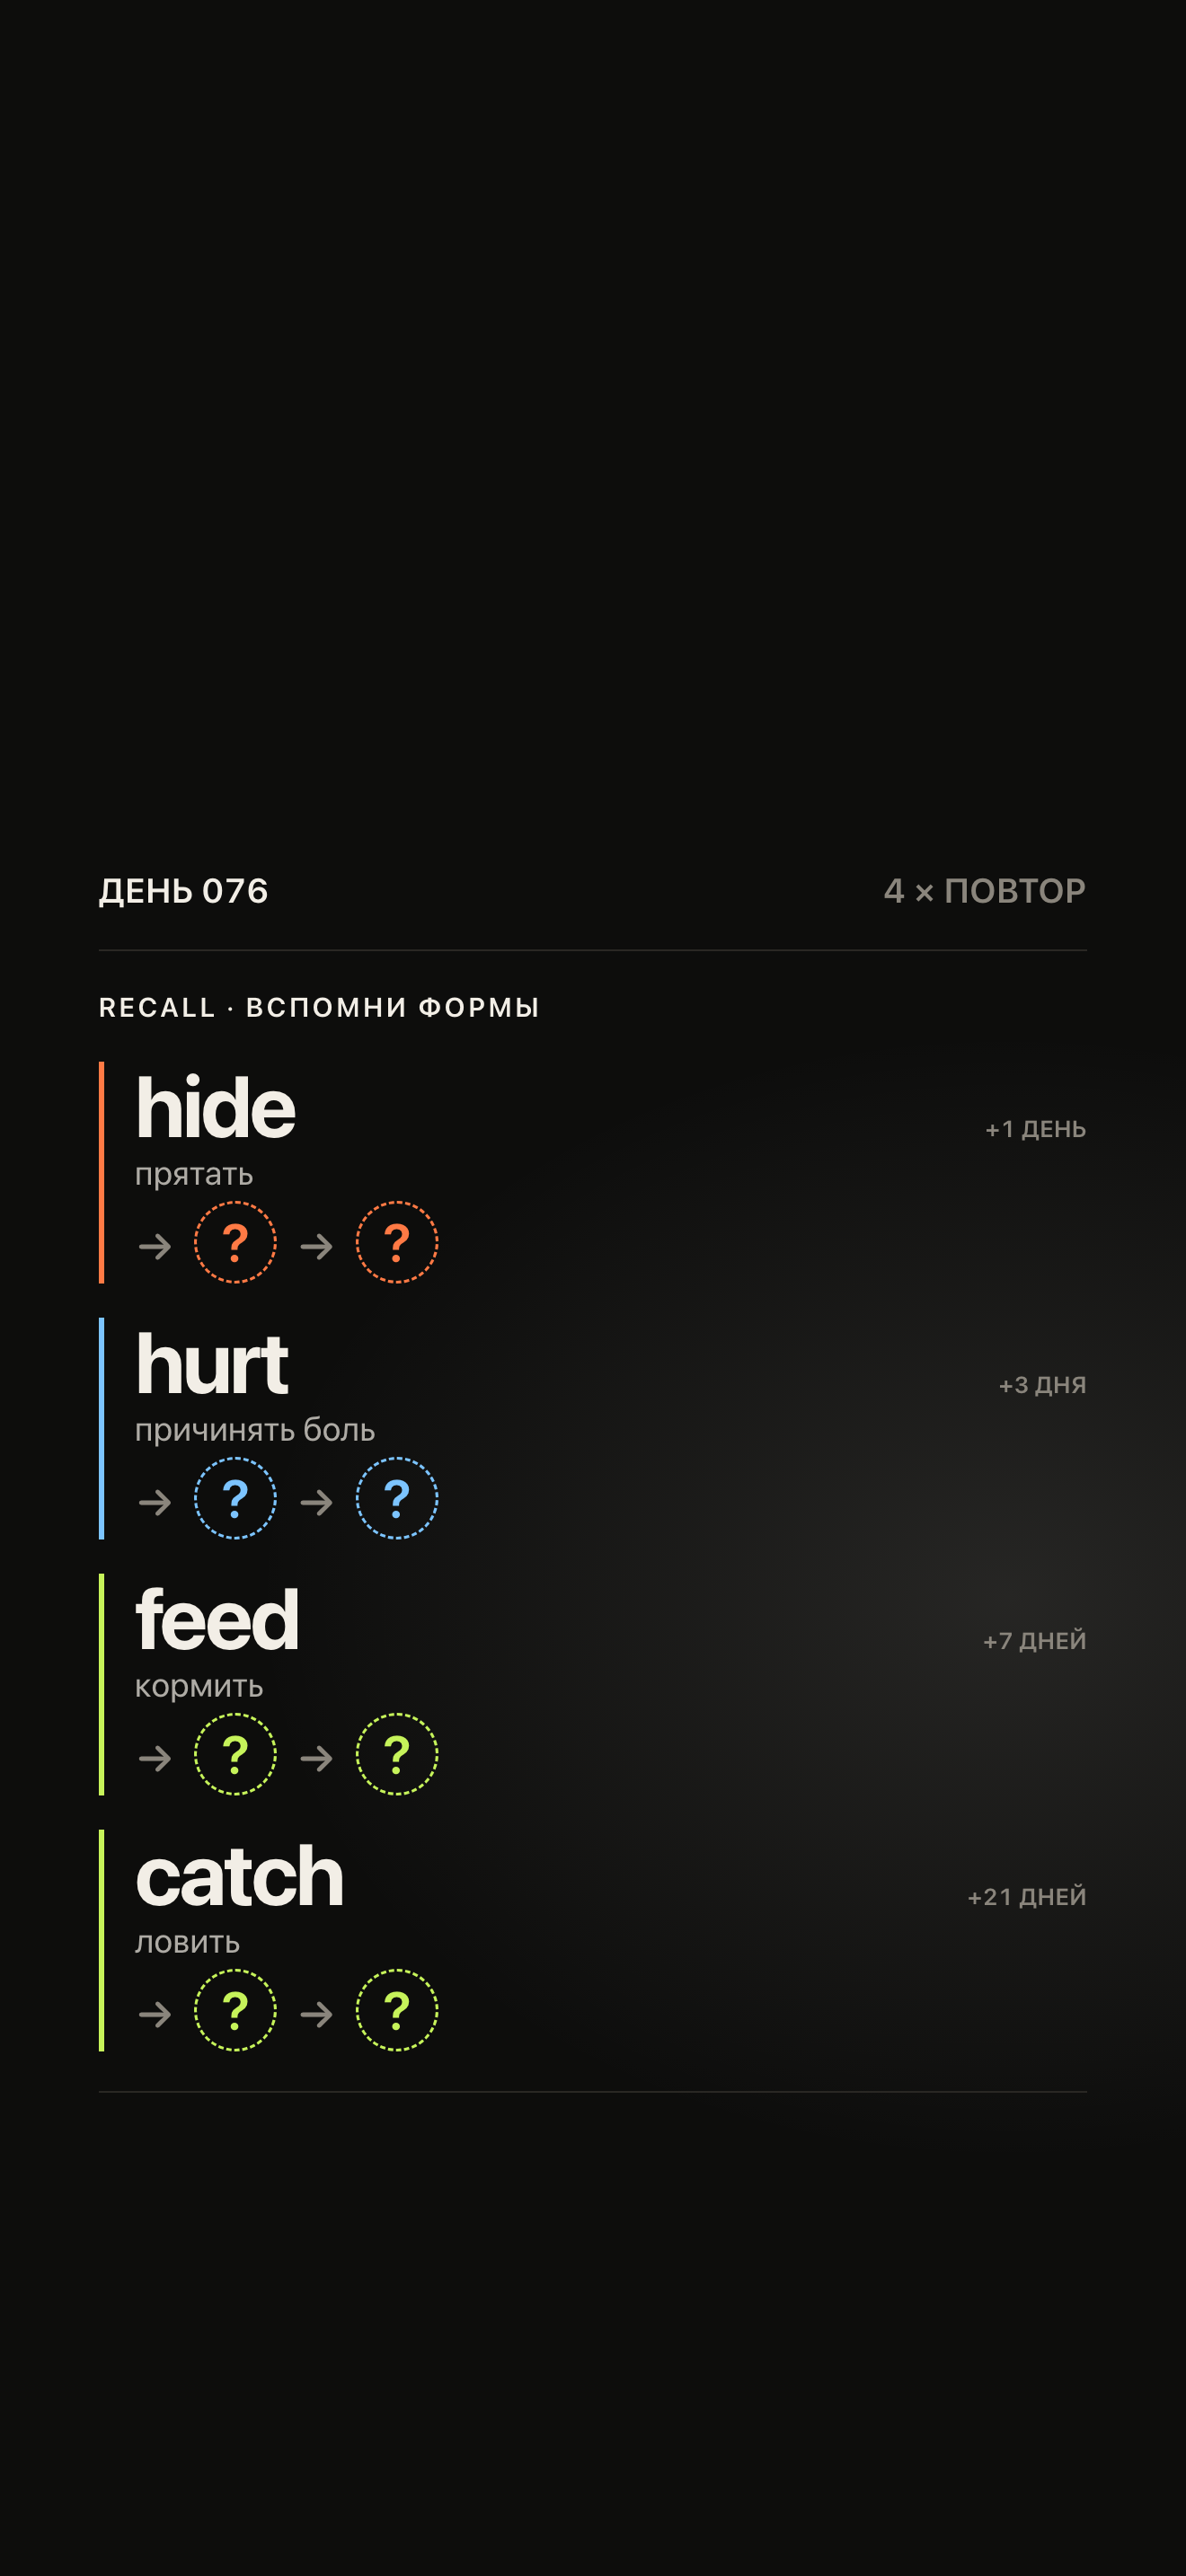 ДЕНЬ 076
4 × ПОВТОР
RECALL · ВСПОМНИ ФОРМЫ
hide
+1 ДЕНЬ
прятать
→ ? → ?
hurt
+3 ДНЯ
причинять боль
→ ? → ?
feed
+7 ДНЕЙ
кормить
→ ? → ?
catch
+21 ДНЕЙ
ловить
→ ? → ?